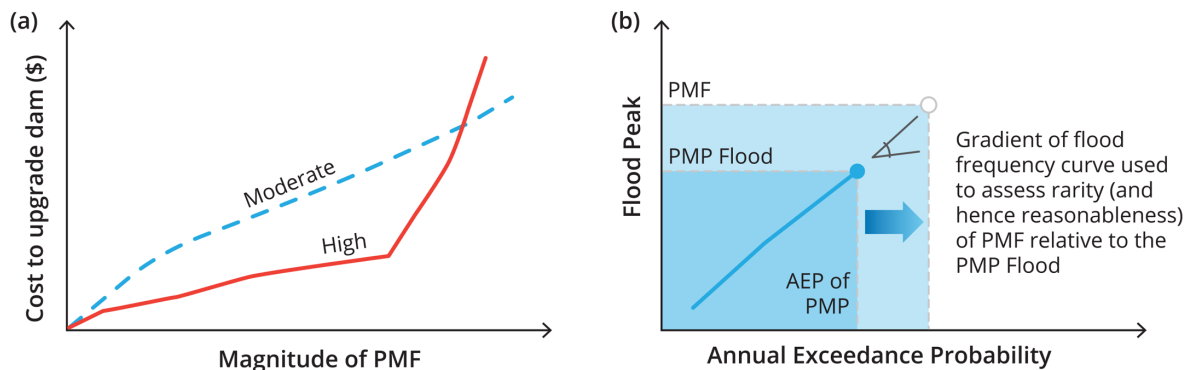 (a)
Cost to upgrade dam ($)
Moderate
High
Magnitude of PMF
(b)
Flood Peak
PMF
PMP Flood
AEP of
PMP
Gradient of flood
frequency curve used
to assess rarity (and
hence reasonableness)
of PMF relative to the
PMP Flood
Annual Exceedance Probability